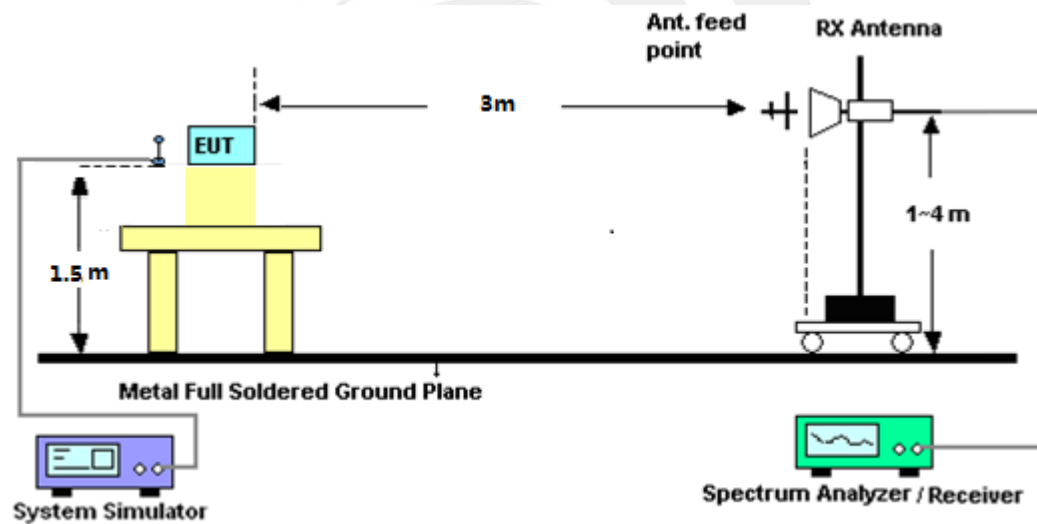 Ant. feed
point
RX Antenna
3m
EUT
1~4 m
1.5 m
Metal Full Soldered Ground Plane
System Simulator
Spectrum Analyzer / Receiver